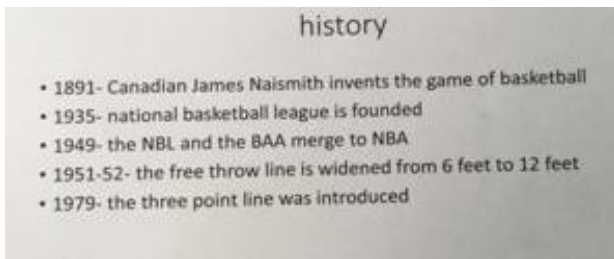 history
• 1891- Canadian James Naismith invents the game of basketball
• 1935- national basketball league is founded
• 1949- the NBL and the BAA merge to NBA
• 1951-52- the free throw line is widened from 6 feet to 12 feet
• 1979- the three point line was introduced